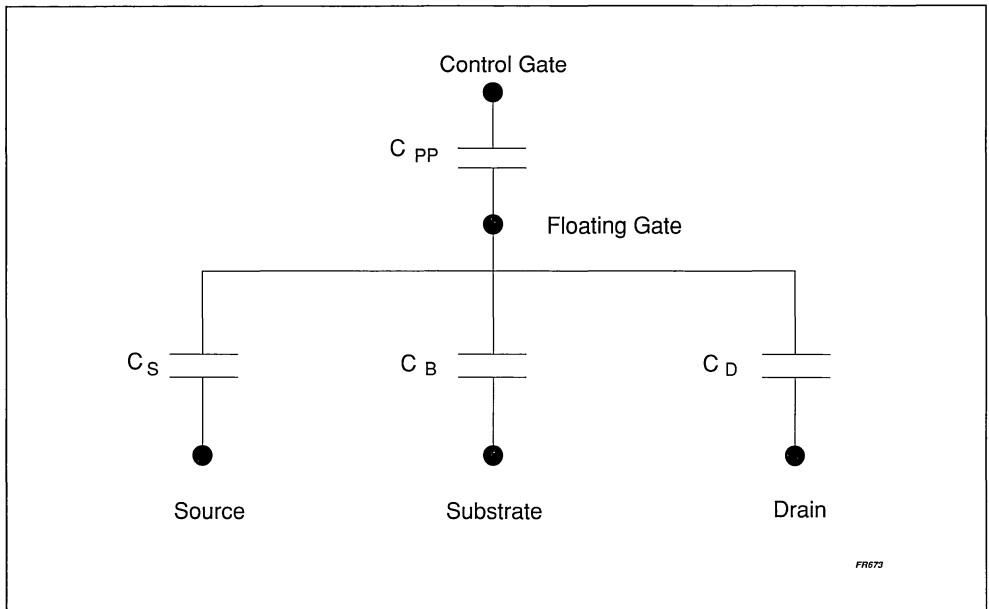 Control Gate
C PP
Floating Gate
C S
C B
C D
Source
Substrate
Drain
FR673